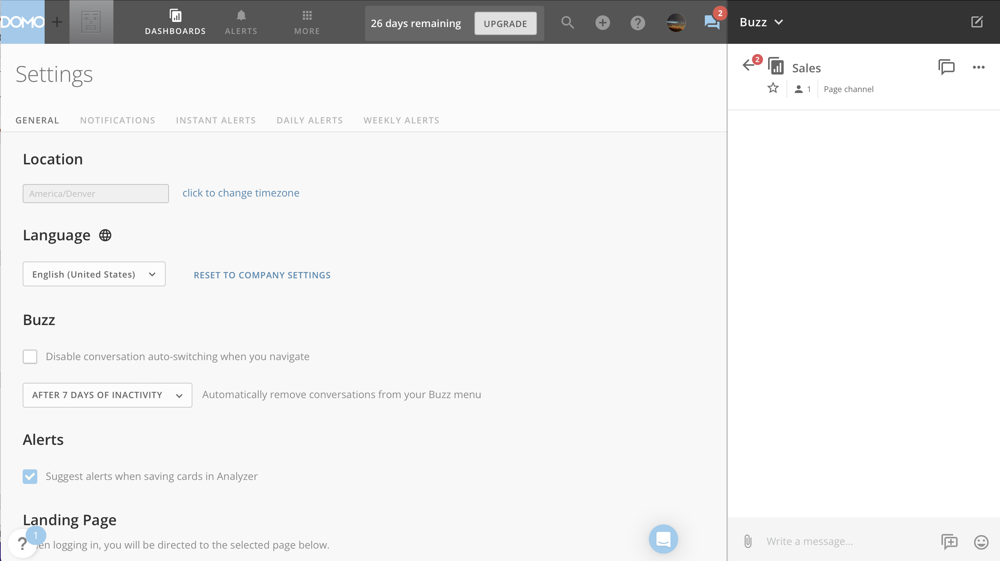 DOMO
DASHBOARDS
ALERTS
MORE
26 days remaining
UPGRADE
2
Buzz
Settings
2
Sales
1
Page channel
GENERAL
NOTIFICATIONS
INSTANT ALERTS
DAILY ALERTS
WEEKLY ALERTS
Location
America/Denver
click to change timezone
Language
English (United States)
RESET TO COMPANY SETTINGS
Buzz
Disable conversation auto-switching when you navigate
AFTER 7 DAYS OF INACTIVITY
Automatically remove conversations from your Buzz menu
Alerts
Suggest alerts when saving cards in Analyzer
Landing Page
1
?
en logging in, you will be directed to the selected page below.
Write a message...